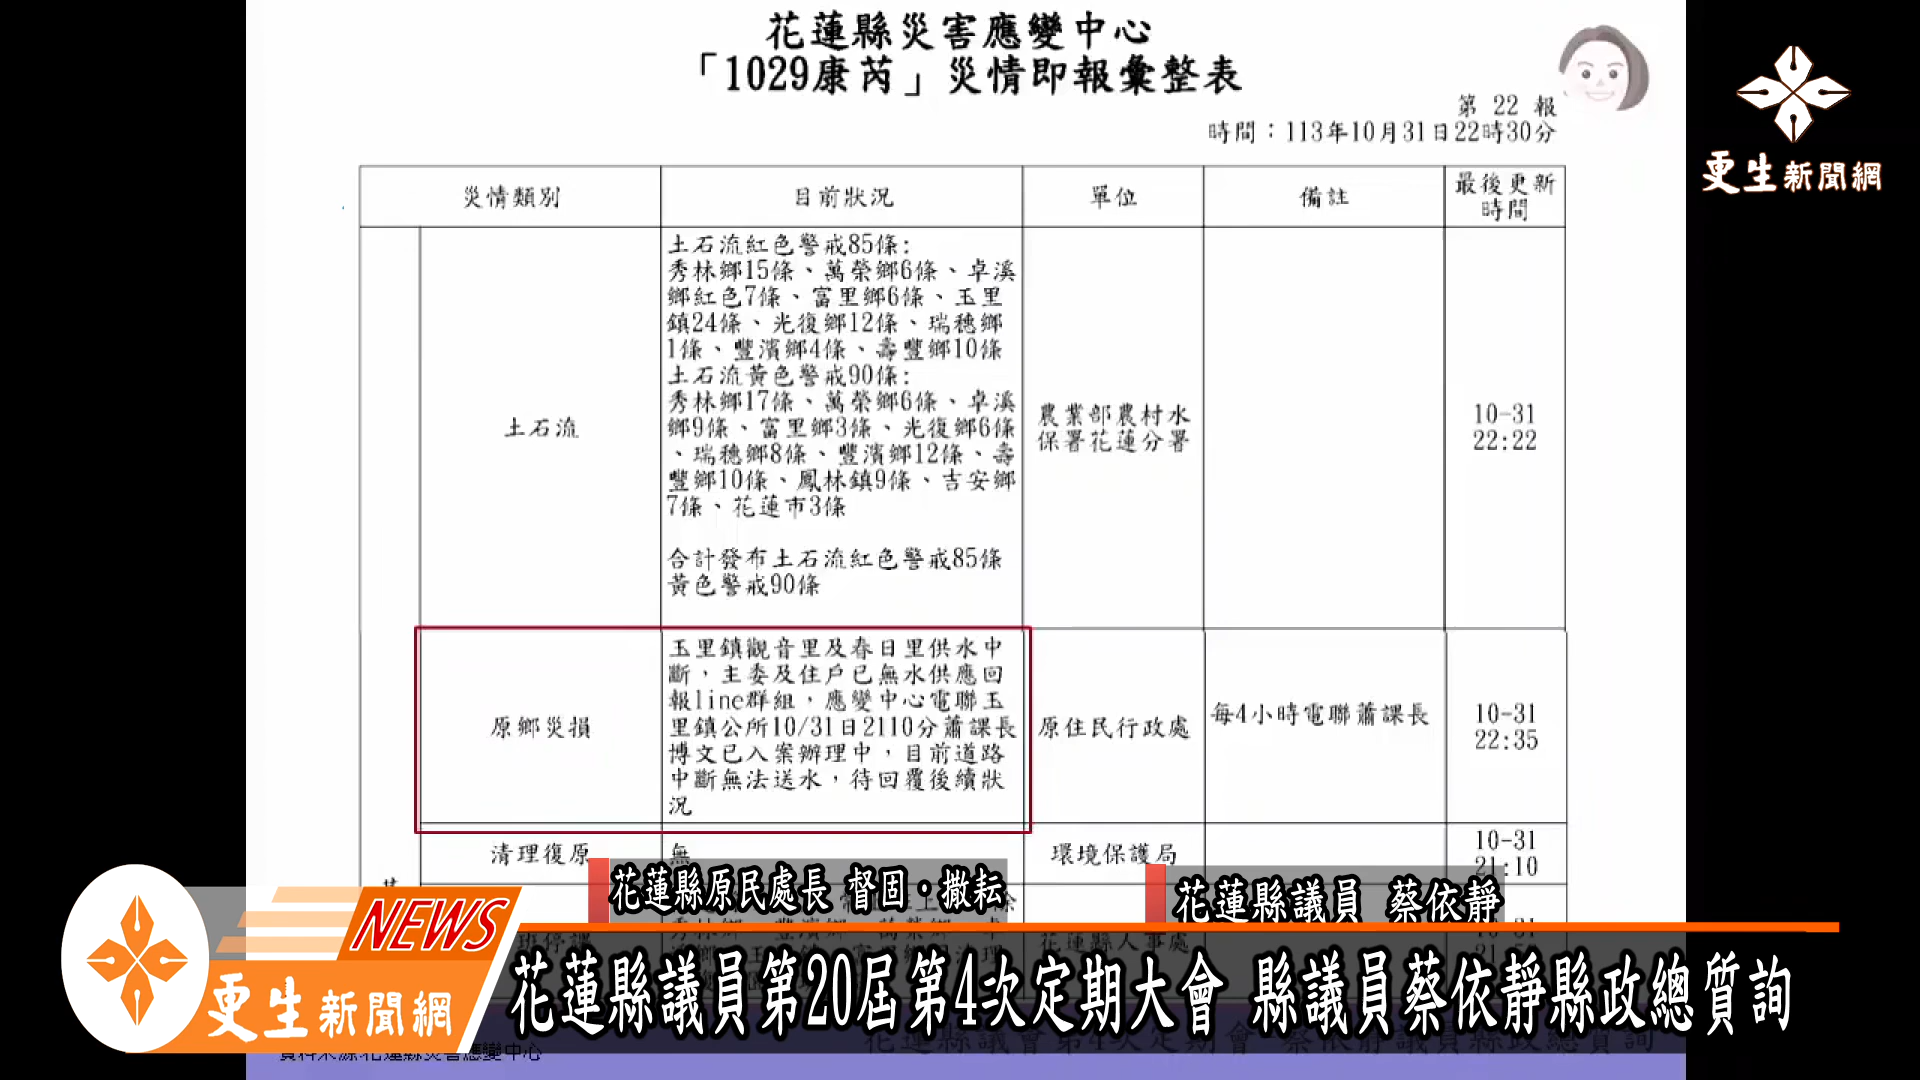 花蓮縣災害應變中心
「1029康芮」災情即報彙整表
第 22 報
時間：113年10月31日22時30分
更生新聞網
災情類別
目前狀況
單位
備註
最後更新
時間
土石流
土石流紅色警戒85條:
秀林鄉15條、萬榮鄉6條、卓溪
鄉紅色7條、富里鄉6條、玉里
鎮24條、光復鄉12條、瑞穗鄉
1條、豐濱鄉4條、壽豐鄉10條
土石流黃色警戒90條:
秀林鄉17條、萬榮鄉6條、卓溪
鄉9條、富里鄉3條、光復鄉6條
、瑞穗鄉8條、豐濱鄉12條、壽
豐鄉10條、鳳林鎮9條、吉安鄉
7條、花蓮市3條
合計發布土石流紅色警戒85條
黃色警戒90條
農業部農村水
保署花蓮分署
10-31
22:22
原鄉災損
玉里鎮觀音里及春日里供水中
斷，主委及住戶已無水供應回
報line群組，應變中心電聯玉
里鎮公所10/31日2110分蕭課長
博文已入案辦理中，目前道路
中斷無法送水，待回覆後續狀
況
原住民行政處
每4小時電聯蕭課長
10-31
22:35
清理復原
無
環境保護局
10-31
21:10
花蓮縣原民處長 督固·撒耘
花蓮縣議員 蔡依靜
NEWS
更生新聞網
花蓮縣議員第20屆第4次定期大會 縣議員蔡依靜縣政總質詢
花蓮縣人事處
資料來源:花蓮縣災害應變中心